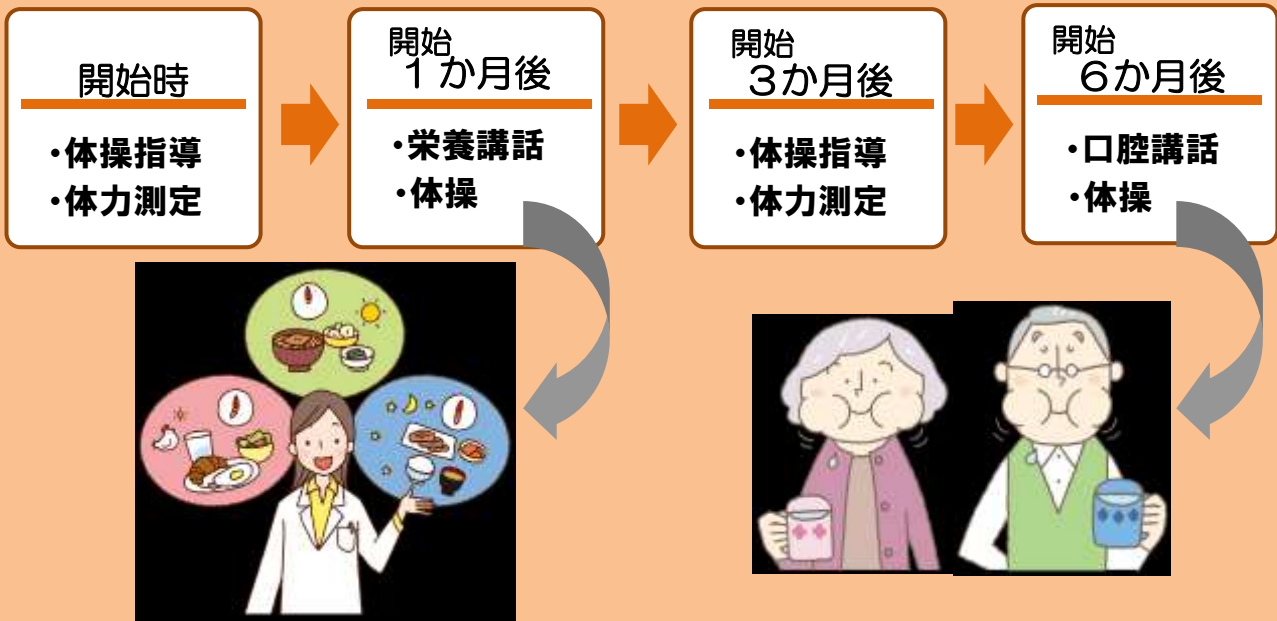 開始時
・体操指導
・体力測定
開始
１か月後
・栄養講話
・体操
開始
３か月後
・体操指導
・体力測定
開始
６か月後
・口腔講話
・体操